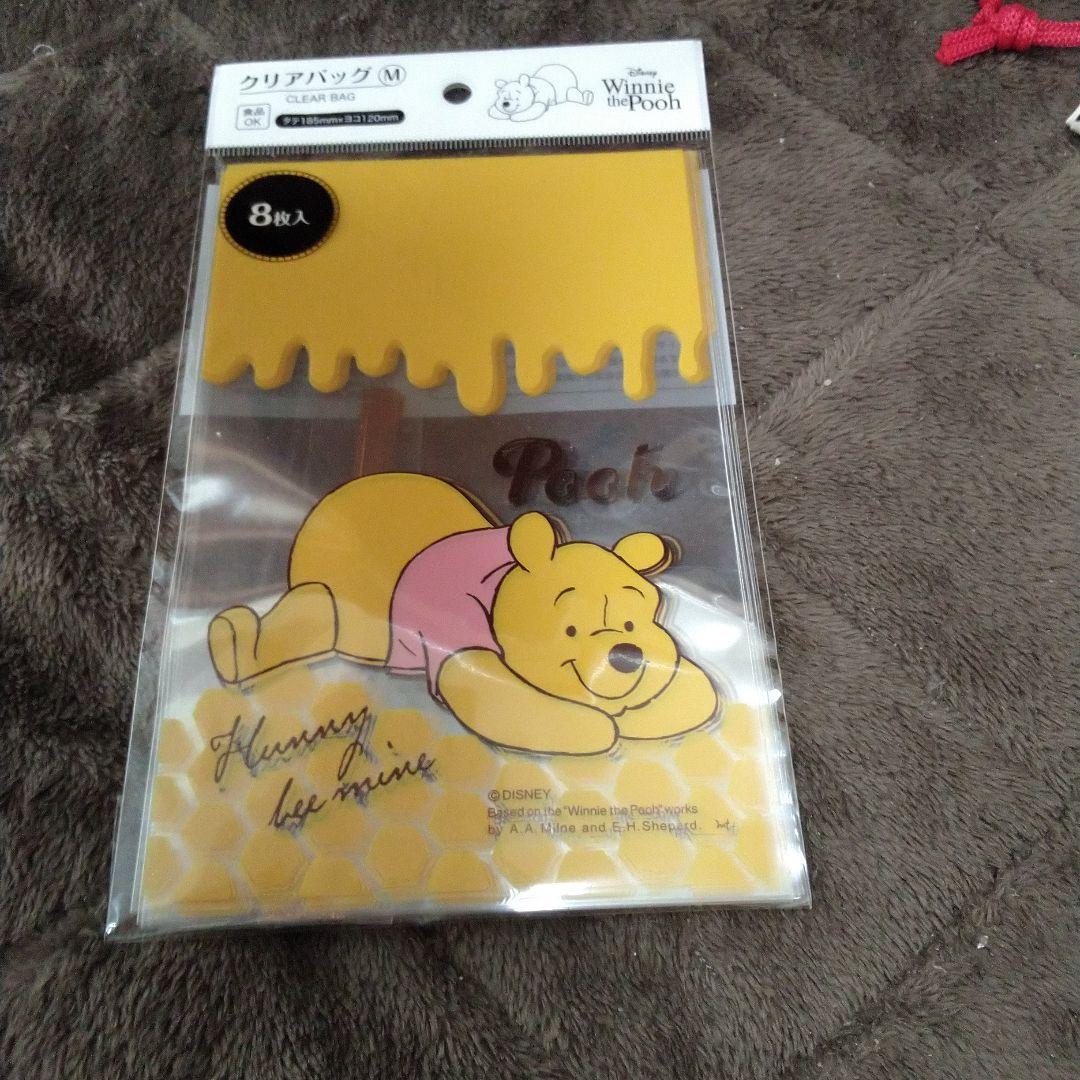 クリアバッグ Ⓜ
CLEAR BAG
食品
OK
タテ185mm×ヨコ120mm
Disney
Winnie
the Pooh
8枚入
Pooh
Hunny
bee mine
©DISNEY
Based on the "Winnie the Pooh" works
by A.A. Milne and E.H. Shepard.